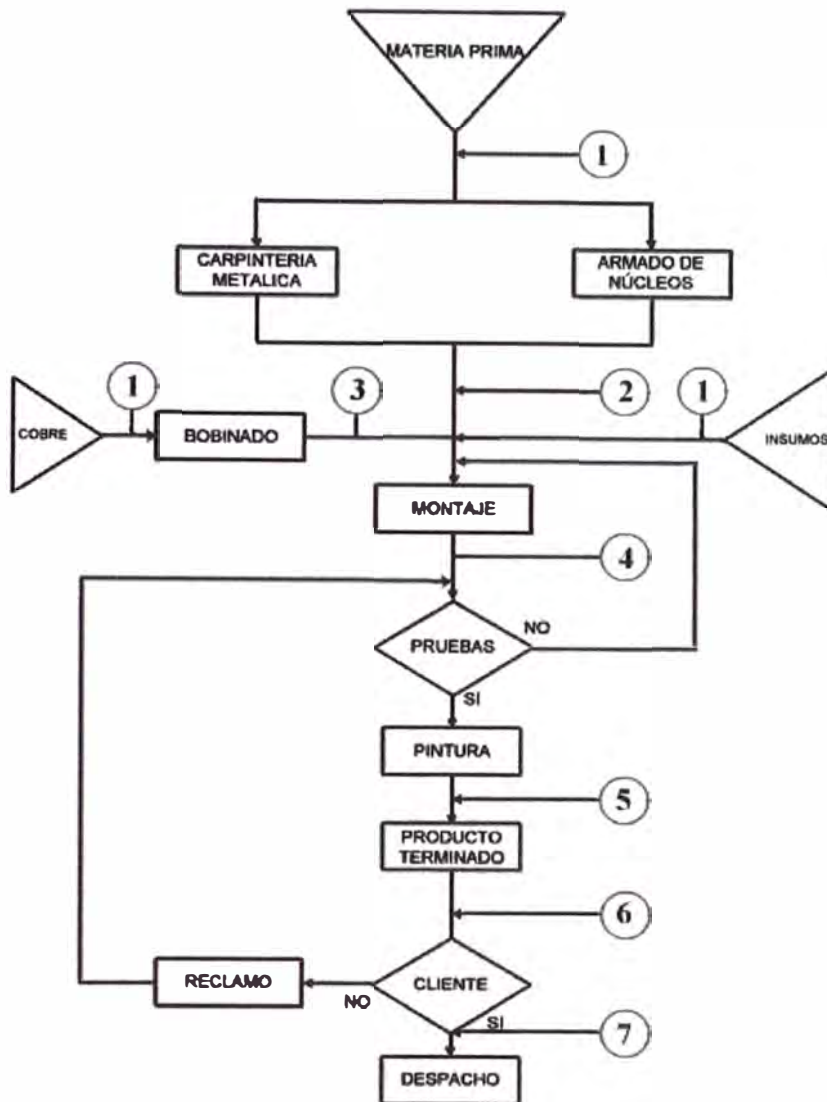 MATERIA PRIMA
1
CARPINTERIA
METALICA
ARMADO DE
NÚCLEOS
1
3
2
1
COBRE
BOBINADO
INSUMOS
MONTAJE
4
NO
PRUEBAS
SI
PINTURA
5
PRODUCTO
TERMINADO
6
RECLAMO
NO
CLIENTE
SI
7
DESPACHO